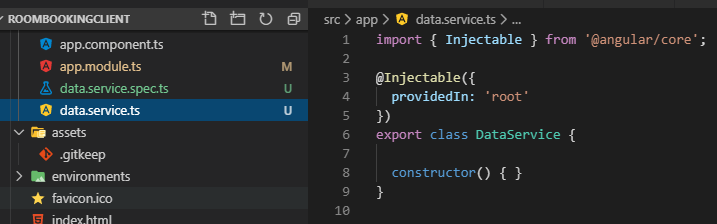 ROOMBOOKINGCLIENT
app.component.ts
app.module.ts M
data.service.spec.ts U
data.service.ts U
assets
.gitkeep
environments
favicon.ico
index.html
src > app > data.service.ts > ...
1 import { Injectable } from '@angular/core';
2
3 @Injectable({
4 providedIn: 'root'
5 })
6 export class DataService {
7
8 constructor() { }
9 }
10